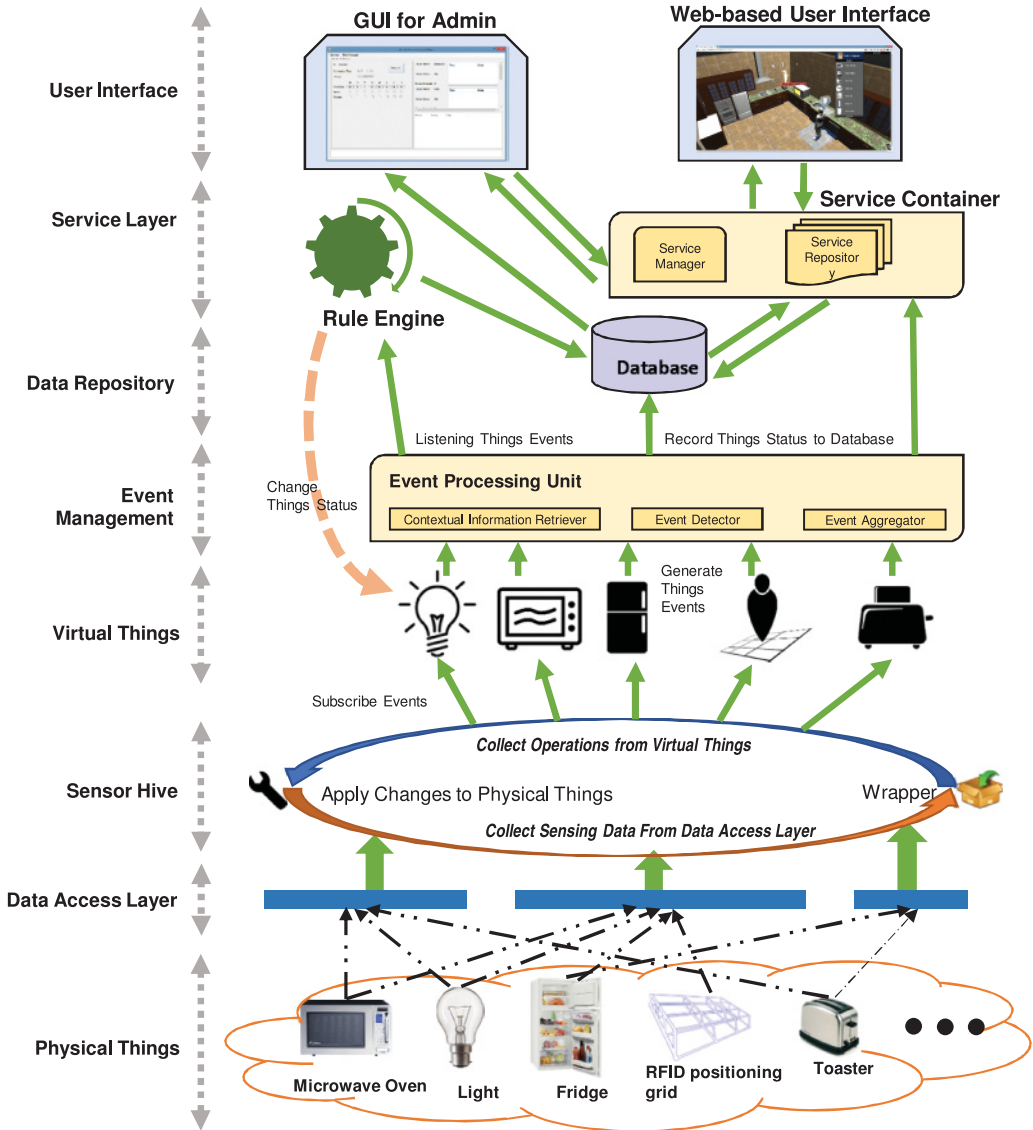 GUI for Admin
Web-based User Interface
User Interface
Service Layer
Service Container
Service
Manager
Service
Repositor
y
Rule Engine
Database
Data Repository
Listening Things Events
Record Things Status to Database
Event
Management
Change
Things Status
Event Processing Unit
Contextual Information Retriever
Event Detector
Event Aggregator
Generate
Things
Events
Virtual Things
Subscribe Events
Collect Operations from Virtual Things
Sensor Hive
Apply Changes to Physical Things
Wrapper
Collect Sensing Data From Data Access Layer
Data Access Layer
Physical Things
Microwave Oven
Light
Fridge
RFID positioning
grid
Toaster